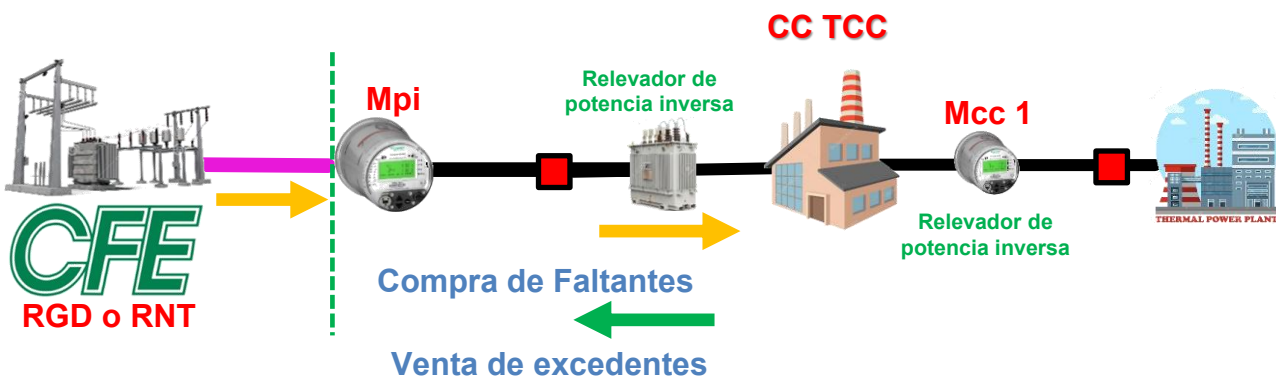 CC TCC
Relevador de
potencia inversa
Mpi
Mcc 1
THERMAL POWER PLANT
Relevador de
potencia inversa
CFE
RGD o RNT
Compra de Faltantes
Venta de excedentes